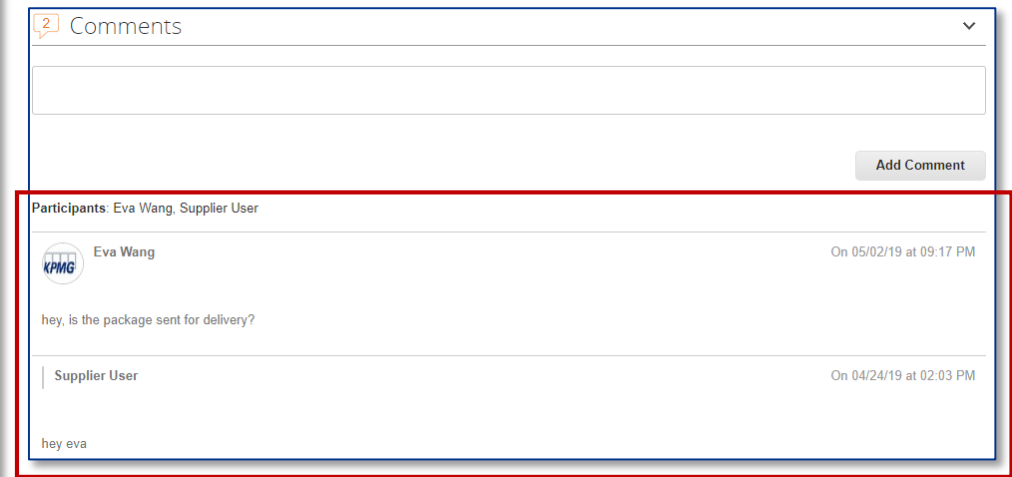 2 Comments
Add Comment
Participants: Eva Wang, Supplier User
Eva Wang On 05/02/19 at 09:17 PM
KPMG
hey, is the package sent for delivery?
Supplier User On 04/24/19 at 02:03 PM
hey eva